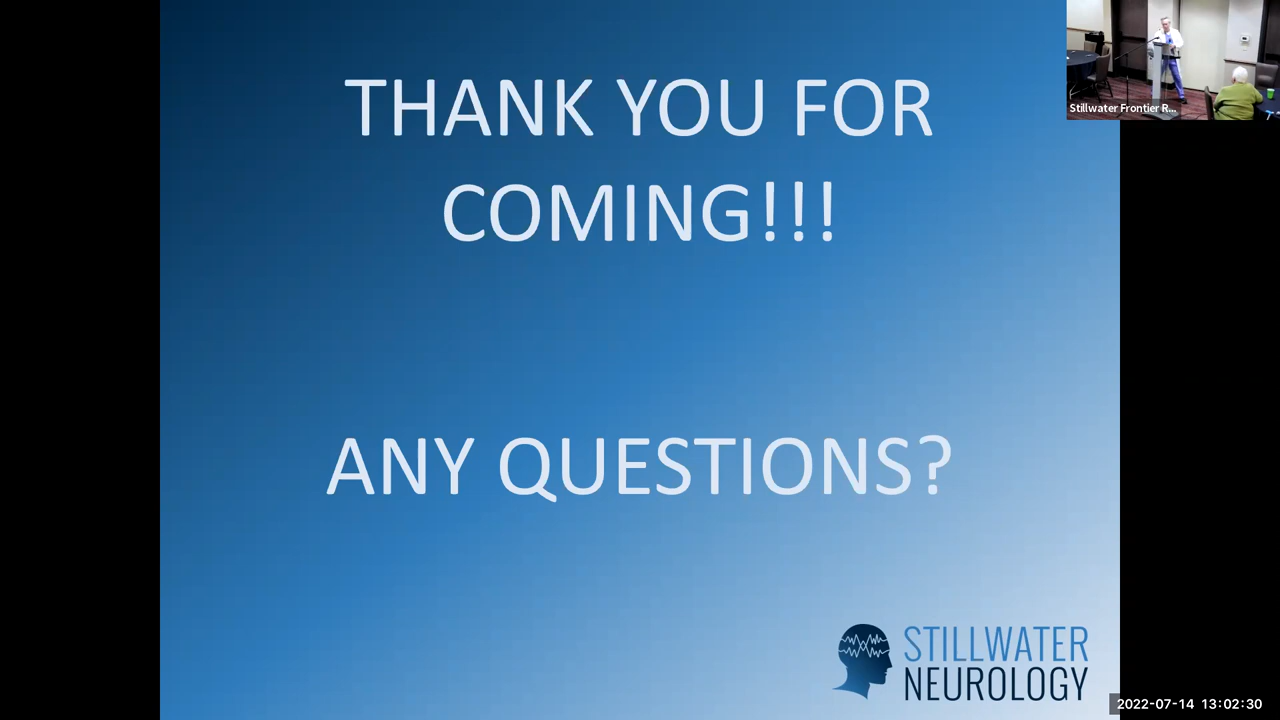 THANK YOU FOR
COMING!!!
Stillwater Frontier R...
ANY QUESTIONS?
STILLWATER
NEUROLOGY
2022-07-14 13:02:30